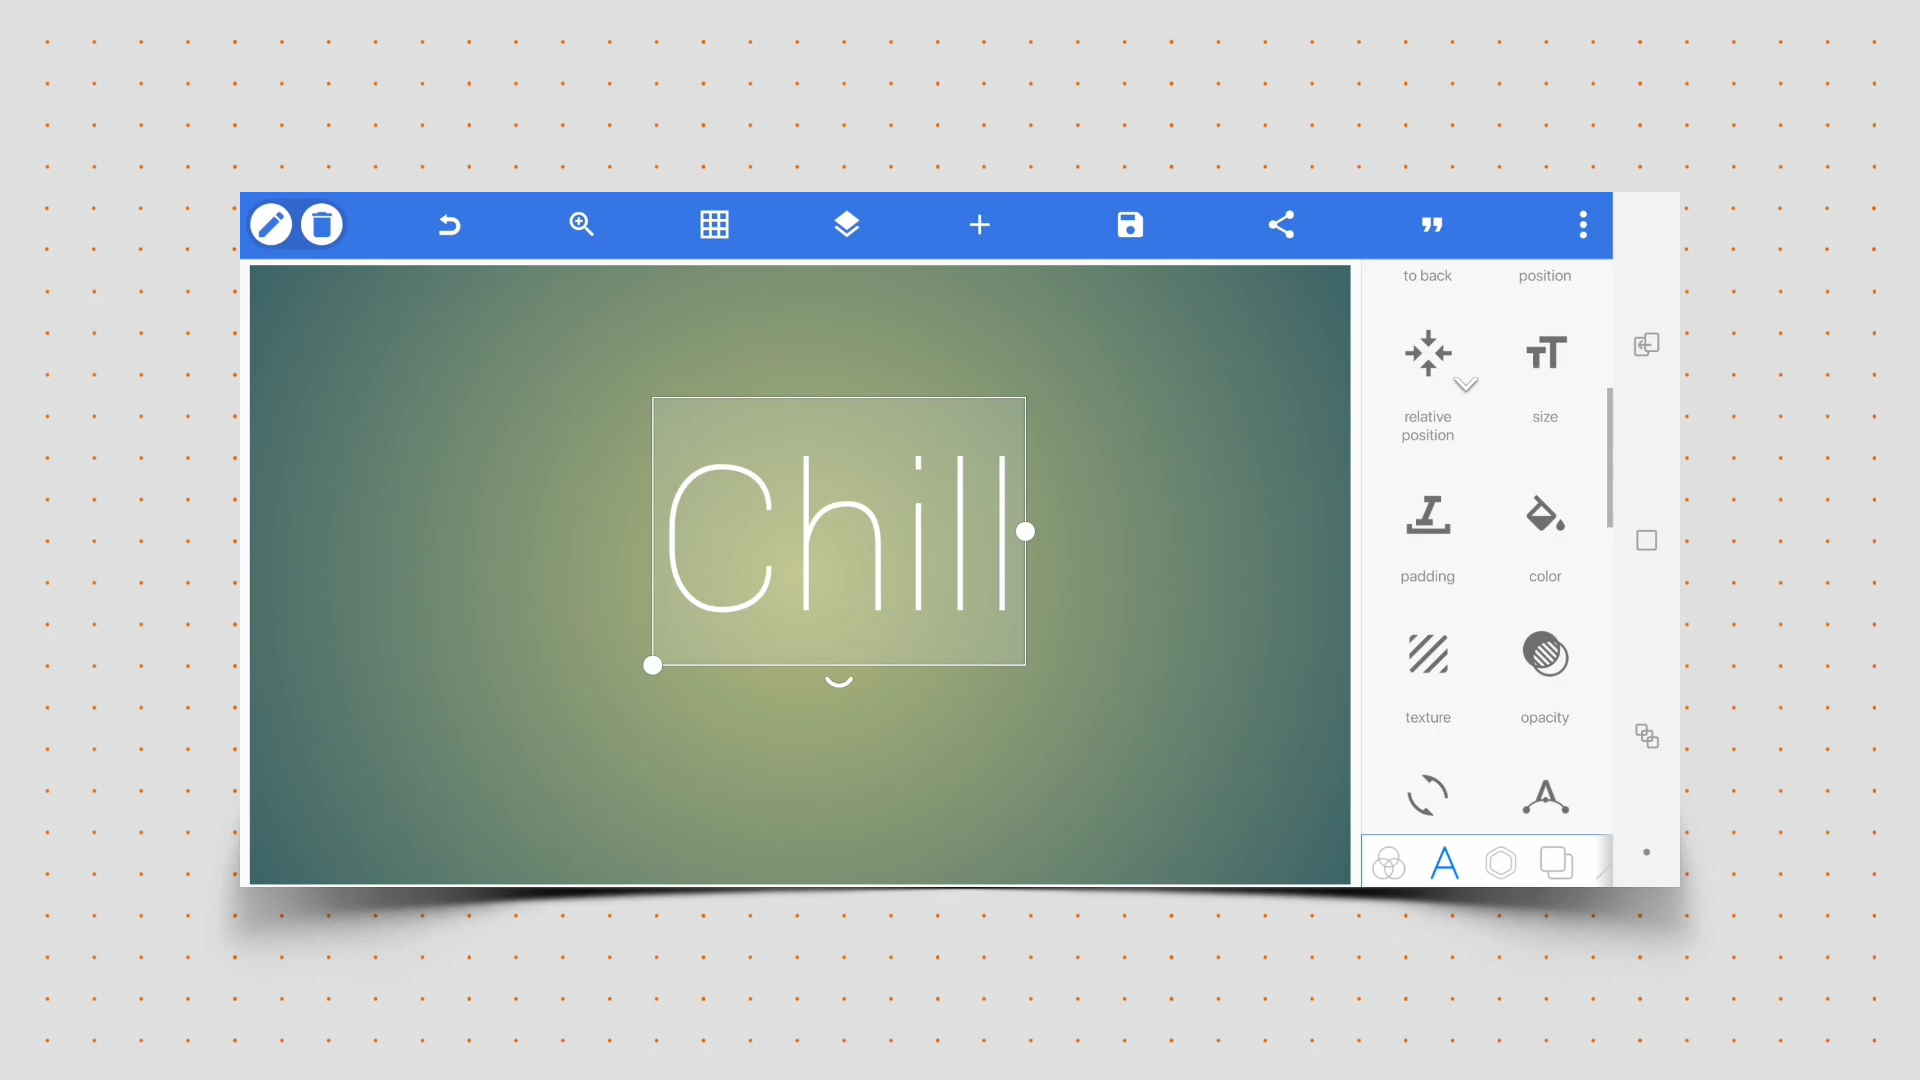 to back
position
Chill
relative
position
size
padding
color
texture
opacity